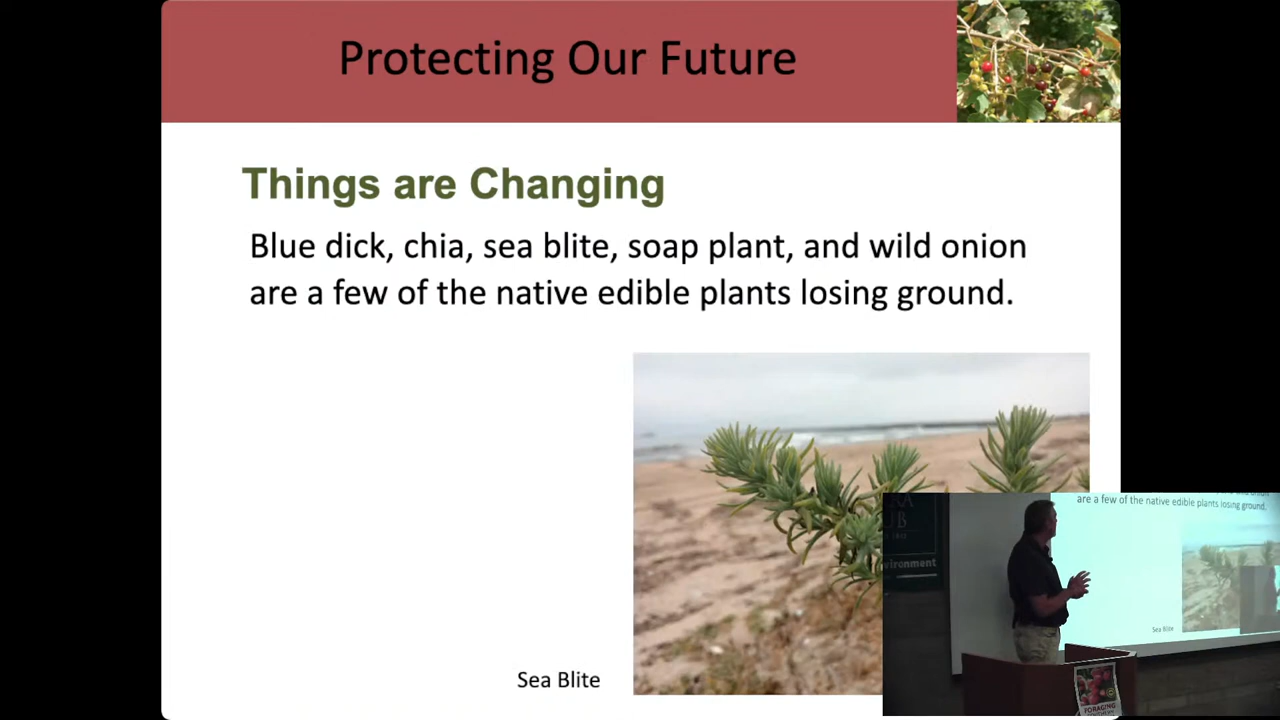 Protecting Our Future
Things are Changing
Blue dick, chia, sea blite, soap plant, and wild onion
are a few of the native edible plants losing ground.
Sea Blite
are a few of the native edible plants losing ground.
Sea Blite
FORAGING